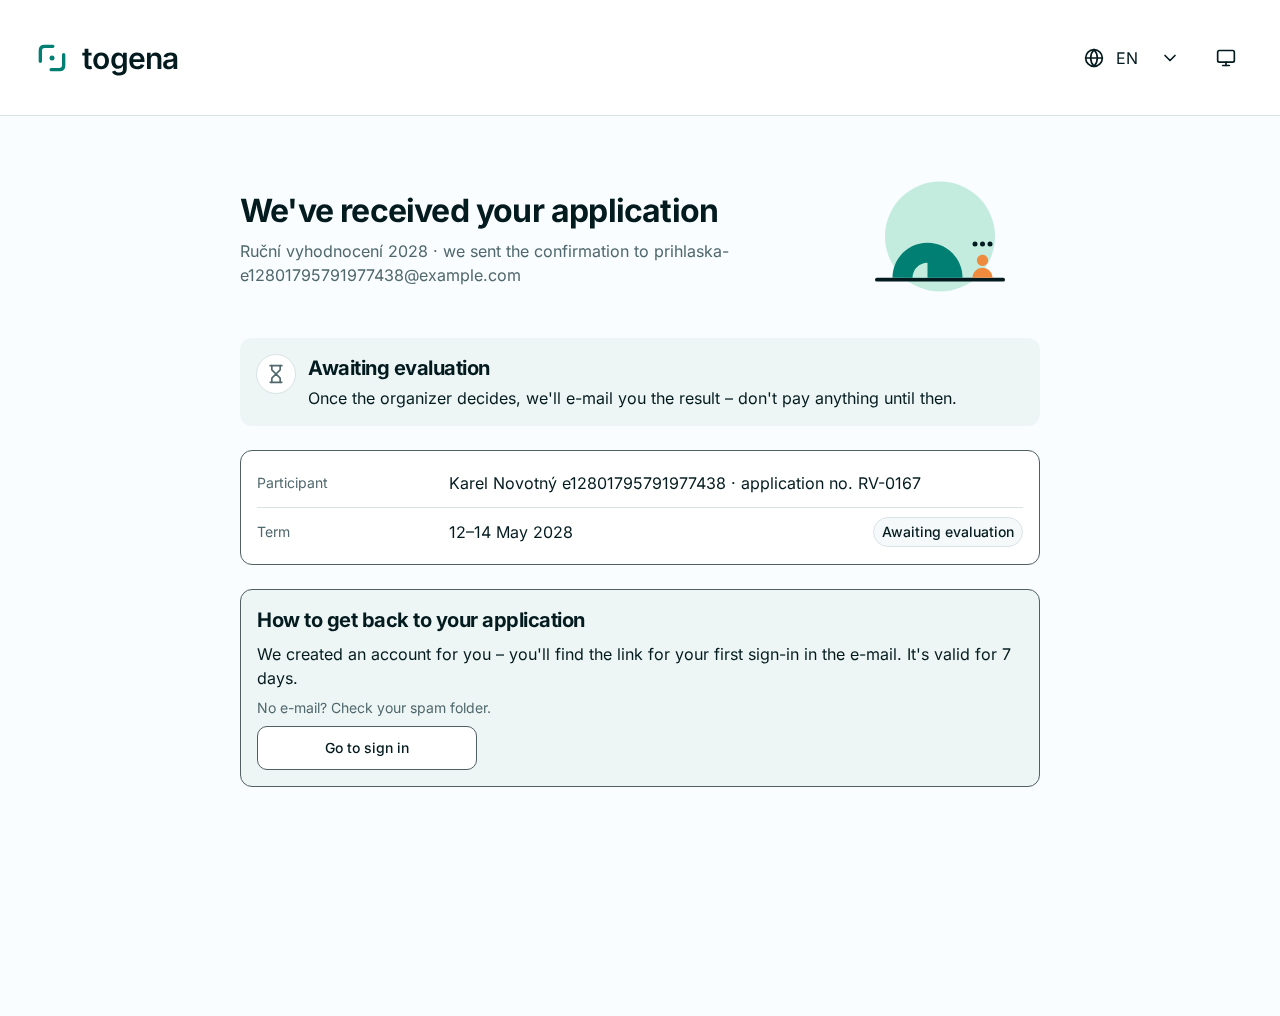 togena
EN
We've received your application
Ruční vyhodnocení 2028 · we sent the confirmation to prihlaska-
e12801795791977438@example.com
Awaiting evaluation
Once the organizer decides, we'll e-mail you the result – don't pay anything until then.
Participant
Karel Novotný e12801795791977438 · application no. RV-0167
Term
12–14 May 2028
Awaiting evaluation
How to get back to your application
We created an account for you – you'll find the link for your first sign-in in the e-mail. It's valid for 7
days.
No e-mail? Check your spam folder.
Go to sign in